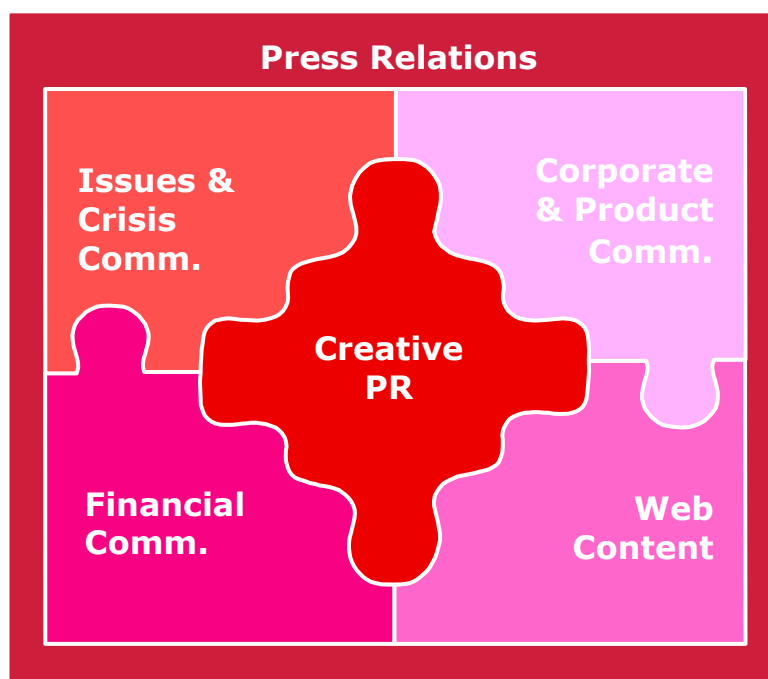 Press Relations
Issues &
Crisis
Comm.
Corporate
& Product
Comm.
Creative
PR
Financial
Comm.
Web
Content